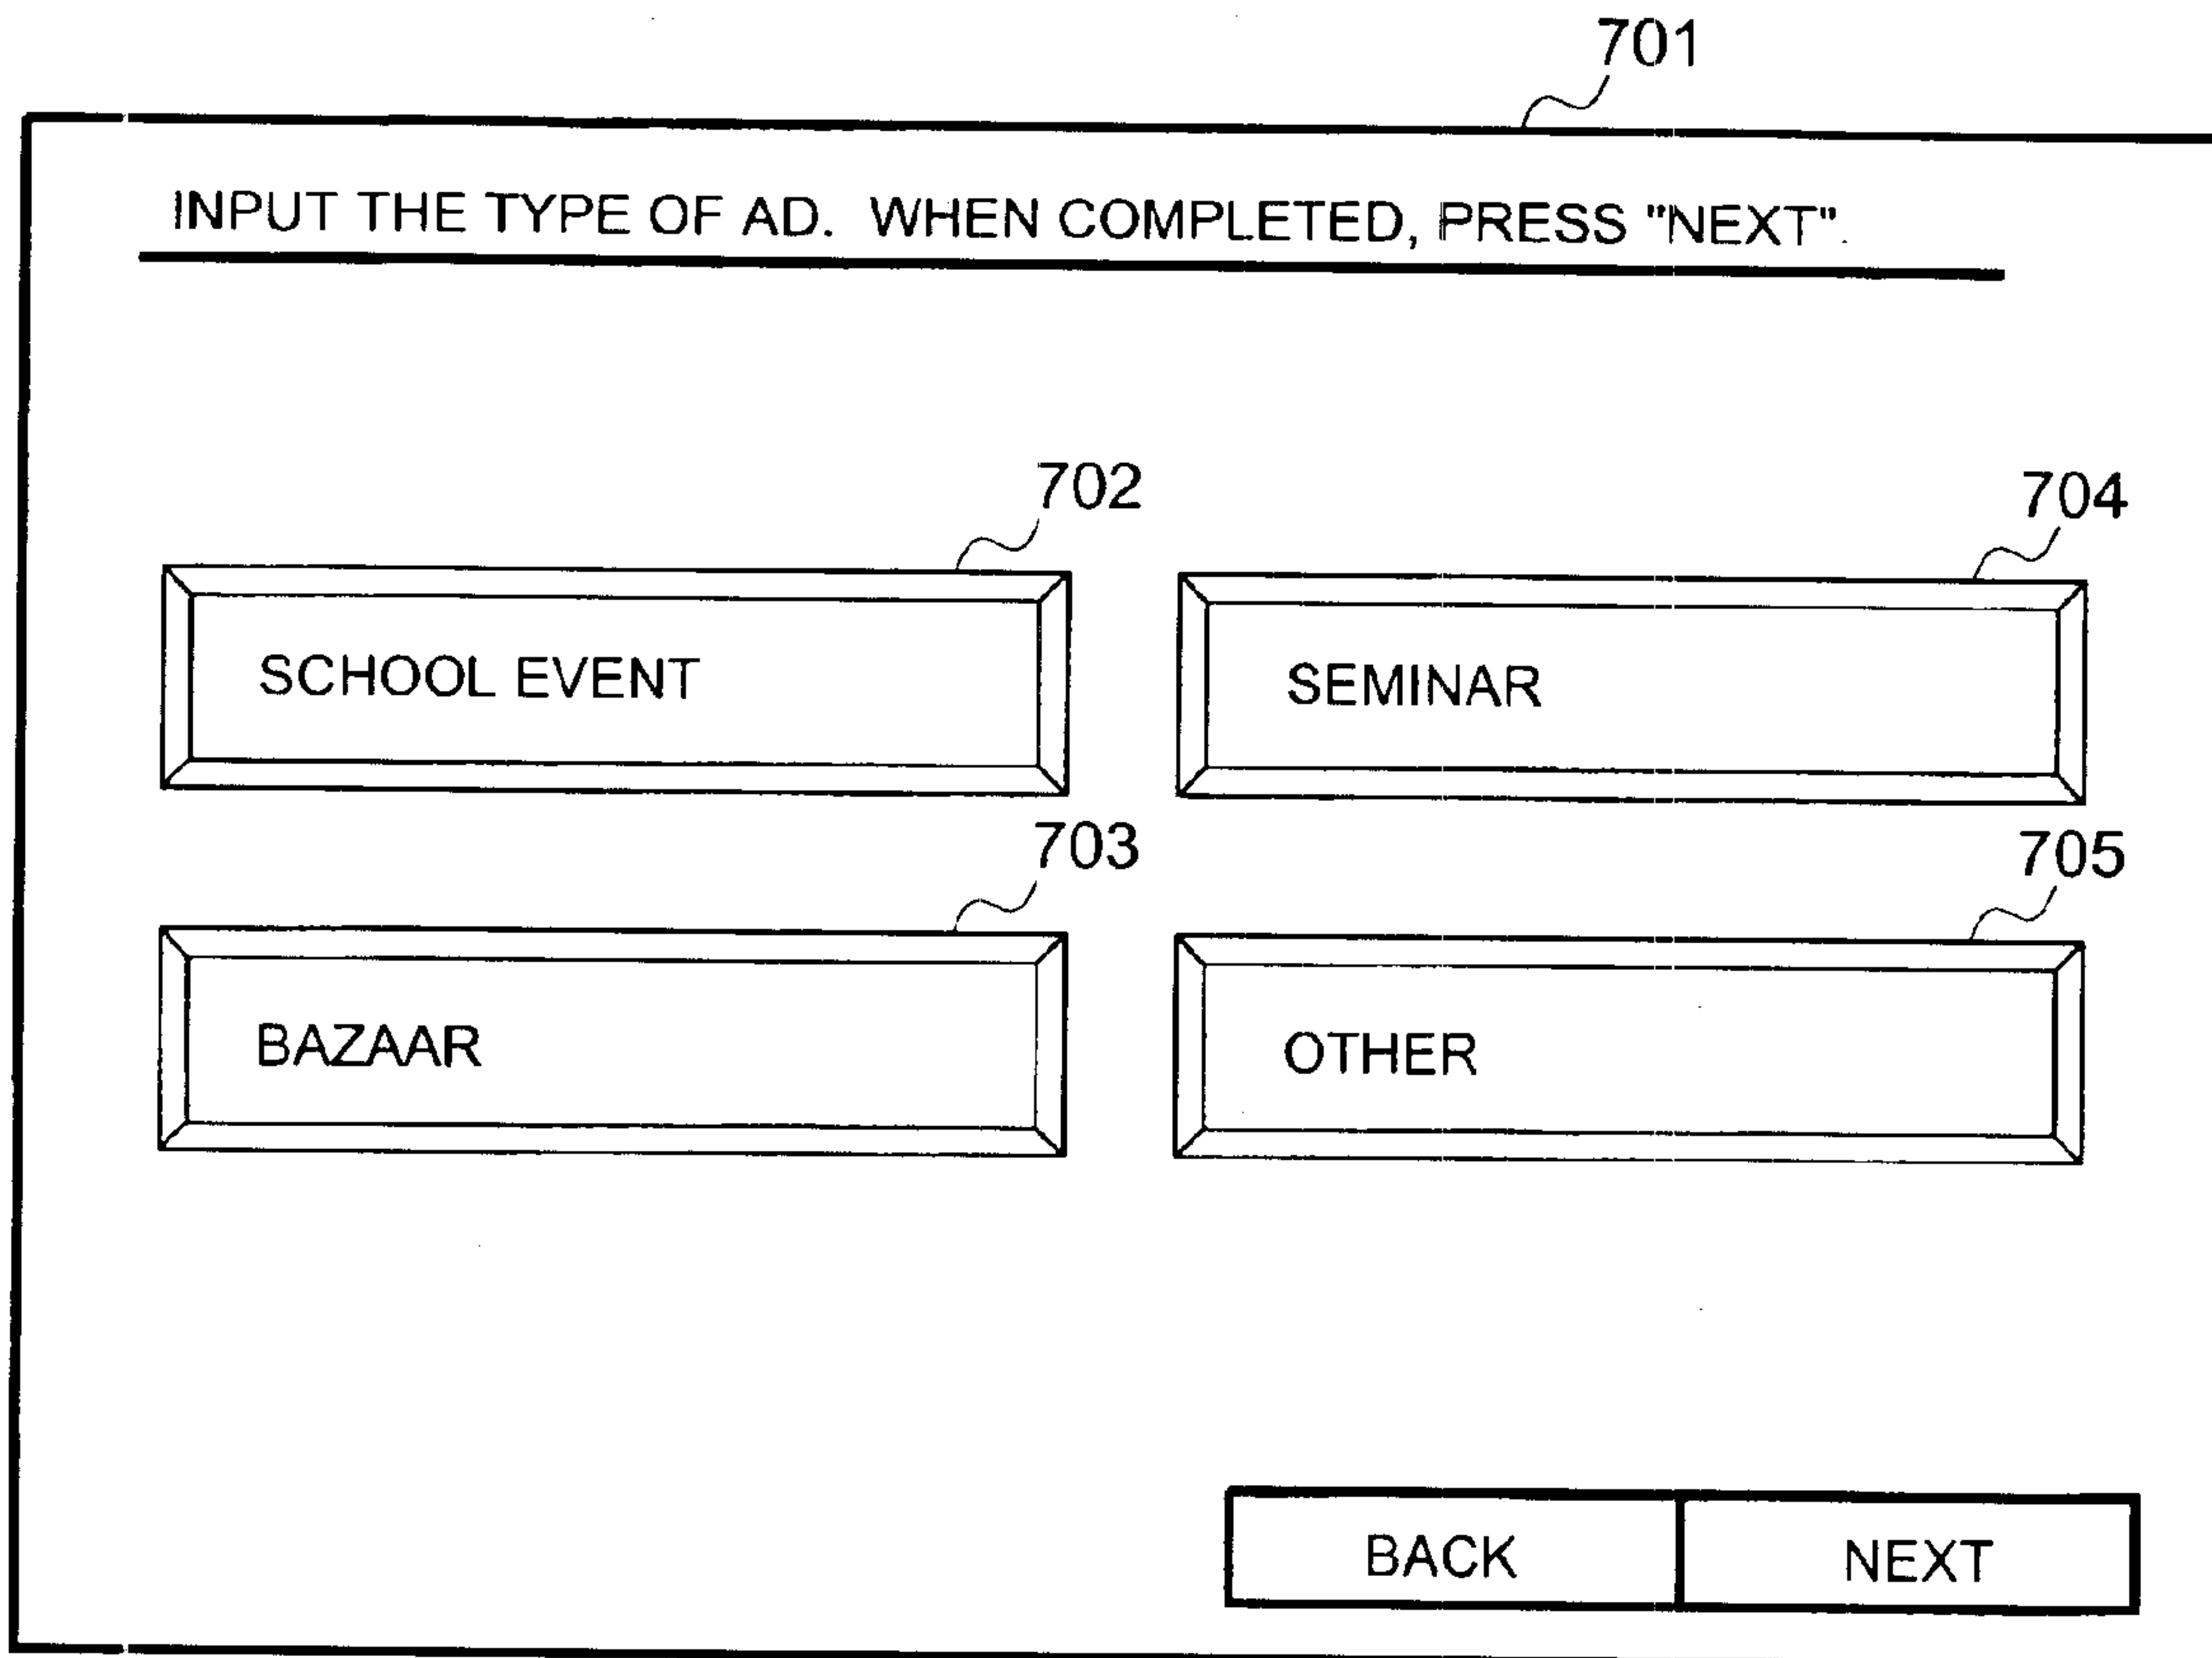 701
INPUT THE TYPE OF AD. WHEN COMPLETED, PRESS "NEXT".
702
704
SCHOOL EVENT
SEMINAR
703
705
BAZAAR
OTHER
BACK
NEXT